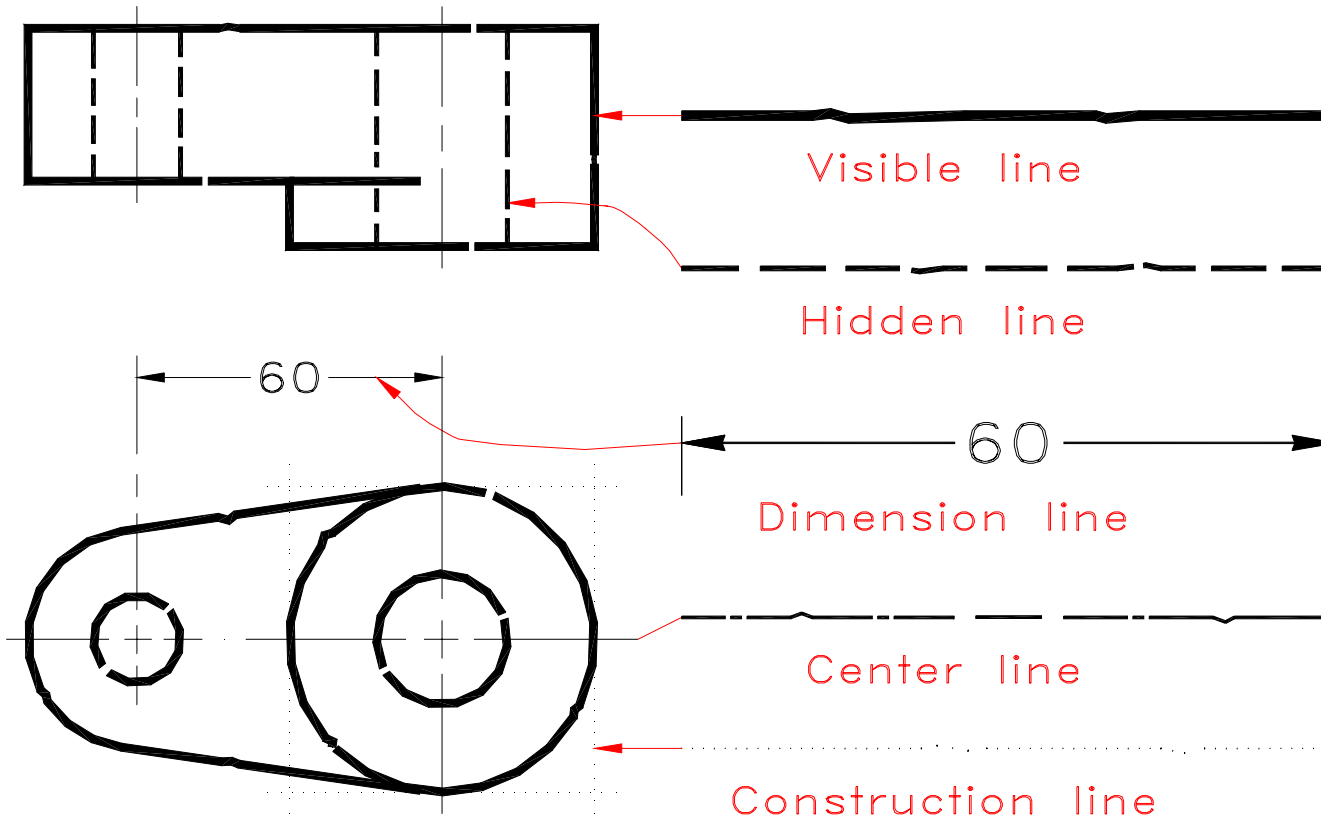 Visible line
Hidden line
60
60
Dimension line
Center line
Construction line